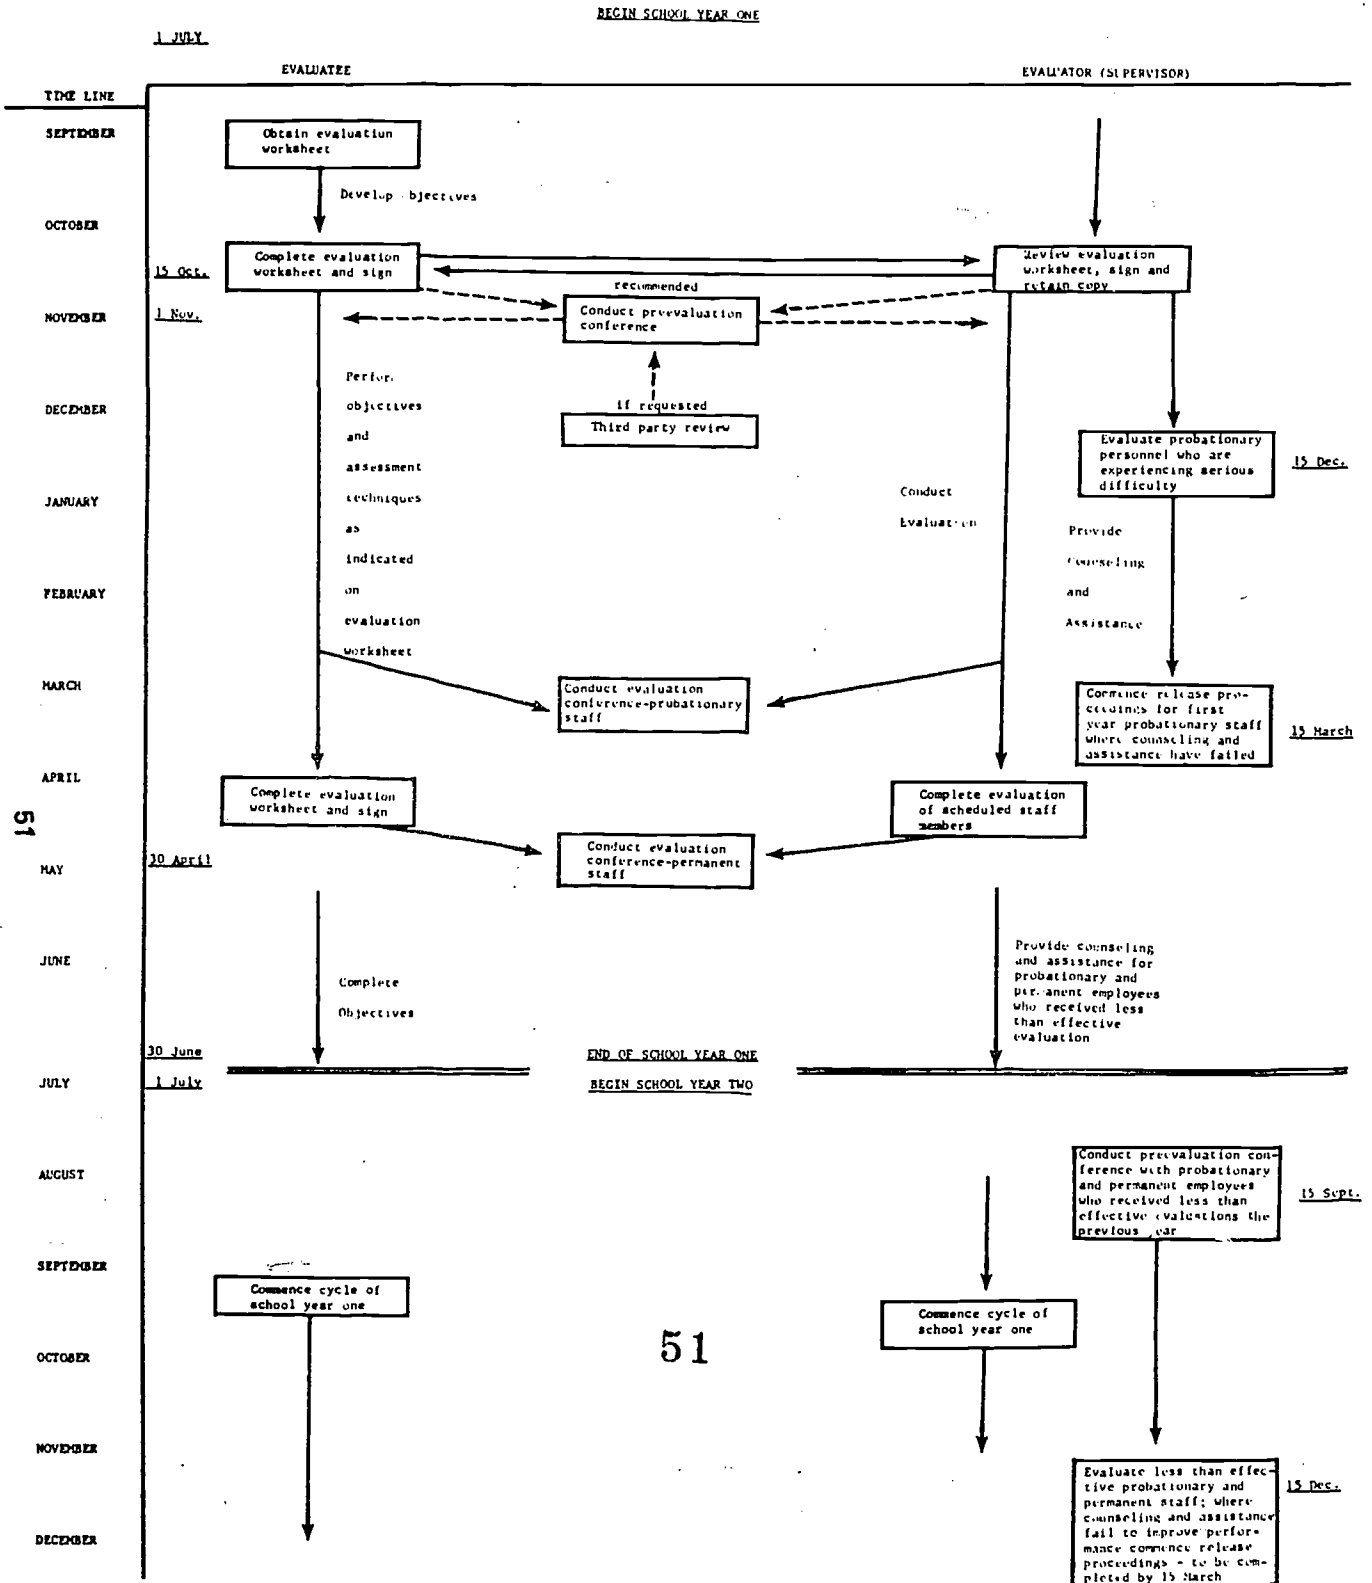 BEGIN SCHOOL YEAR ONE
1 JULY
EVALUATEE
EVALUATOR (SUPERVISOR)
TIME LINE
SEPTEMBER
Obtain evaluation
worksheet
Develop objectives
OCTOBER
15 Oct.
Complete evaluation
worksheet and sign
Review evaluation
worksheet, sign and
retain copy
recommended
NOVEMBER
1 Nov.
Conduct preevaluation
conference
DECEMBER
if requested
Third party review
Perform
objectives
and
assessment
techniques
as
indicated
on
evaluation
worksheet
Evaluate probationary
personnel who are
experiencing serious
difficulty
15 Dec.
JANUARY
Conduct
Evaluation
Provide
Counseling
and
Assistance
FEBRUARY
MARCH
Conduct evaluation
conference-probationary
staff
Commence release pro-
ceedings for first
year probationary staff
where counseling and
assistance have failed
15 March
APRIL
Complete evaluation
worksheet and sign
Complete evaluation
of scheduled staff
members
51
30 April
MAY
Conduct evaluation
conference-permanent
staff
JUNE
Complete
Objectives
Provide counseling
and assistance for
probationary and
permanent employees
who received less
than effective
evaluation
30 June
END OF SCHOOL YEAR ONE
JULY
1 July
BEGIN SCHOOL YEAR TWO
AUGUST
Conduct preevaluation con-
ference with probationary
and permanent employees
who received less than
effective evaluations the
previous year
15 Sept.
SEPTEMBER
Commence cycle of
school year one
Commence cycle of
school year one
OCTOBER
51
NOVEMBER
Evaluate less than effec-
tive probationary and
permanent staff; where
counseling and assistance
fail to improve perfor-
mance commence release
proceedings - to be com-
pleted by 15 March
15 Dec.
DECEMBER